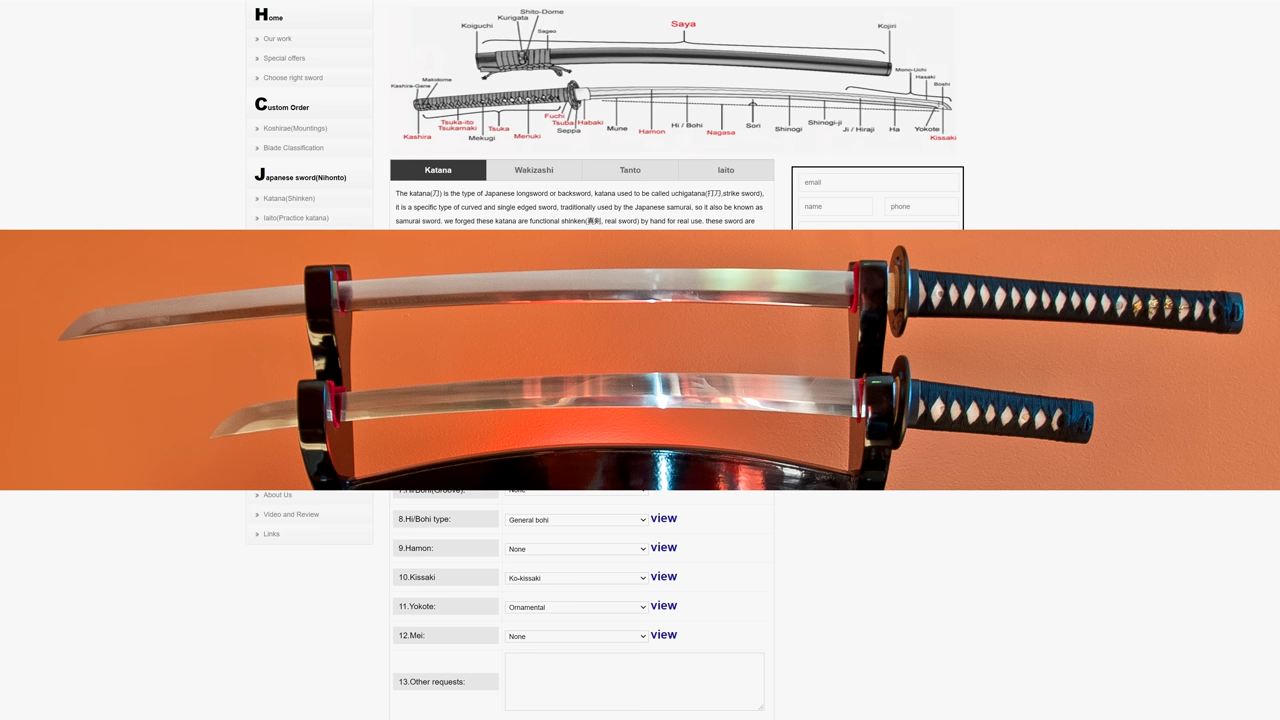 Home
Our work
Special offers
Choose right sword
Custom Order
Koshirae(Mountings)
Blade Classification
Japanese sword(Nihonto)
Katana(Shinken)
Iaito(Practice katana)
Shito-Dome
Kurigata
Koiguchi
Sageo
Saya
Kojiri
Makidome
Kashira-Gane
Mono-Uchi
Hasaki
Boshi
Kashira
Tsuka-ito
Tsukamaki
Mekugi
Tsuka
Menuki
Fuchi
Tsuba
Seppa
Habaki
Mune
Hamon
Hi / Bohi
Nagasa
Sori
Shinogi
Shinogi-ji
Ji / Hiraji
Ha
Yokote
Kissaki
Katana
Wakizashi
Tanto
Iaito
The katana(刀) is the type of Japanese longsword or backsword, katana used to be called uchigatana(打刀,strike sword),
it is a specific type of curved and single edged sword, traditionally used by the Japanese samurai, so it also be known as
samurai sword. we forged these katana are functional shinken(真剣, real sword) by hand for real use. these sword are
email
name
phone
About Us
Video and Review
Links
8.Hi/Bohi type:
General bohi
view
9.Hamon:
None
view
10.Kissaki
Ko-kissaki
view
11.Yokote:
Ornamental
view
12.Mei:
None
view
13.Other requests: